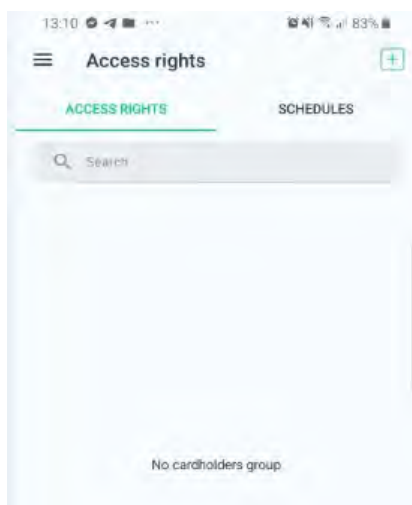 13:10 83%
Access rights
ACCESS RIGHTS SCHEDULES
Search
No cardholders group